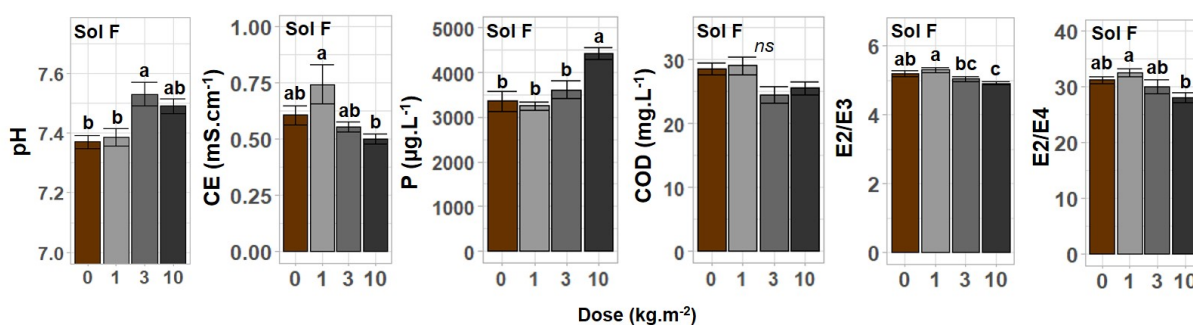 Sol F
pH
7.6
7.4
7.2
7.0
b b a ab
0 1 3 10
Sol F
CE (mS.cm⁻¹)
1.00
0.75
0.50
0.25
0.00
ab a ab b
0 1 3 10
Sol F
P (µg.L⁻¹)
5000
4000
3000
2000
1000
0
b b b a
0 1 3 10
Sol F
COD (mg.L⁻¹)
30
20
10
0
ns
0 1 3 10
Sol F
E2/E3
6
4
2
0
ab a bc c
0 1 3 10
Sol F
E2/E4
40
30
20
10
0
ab a ab b
0 1 3 10
Dose (kg.m⁻²)